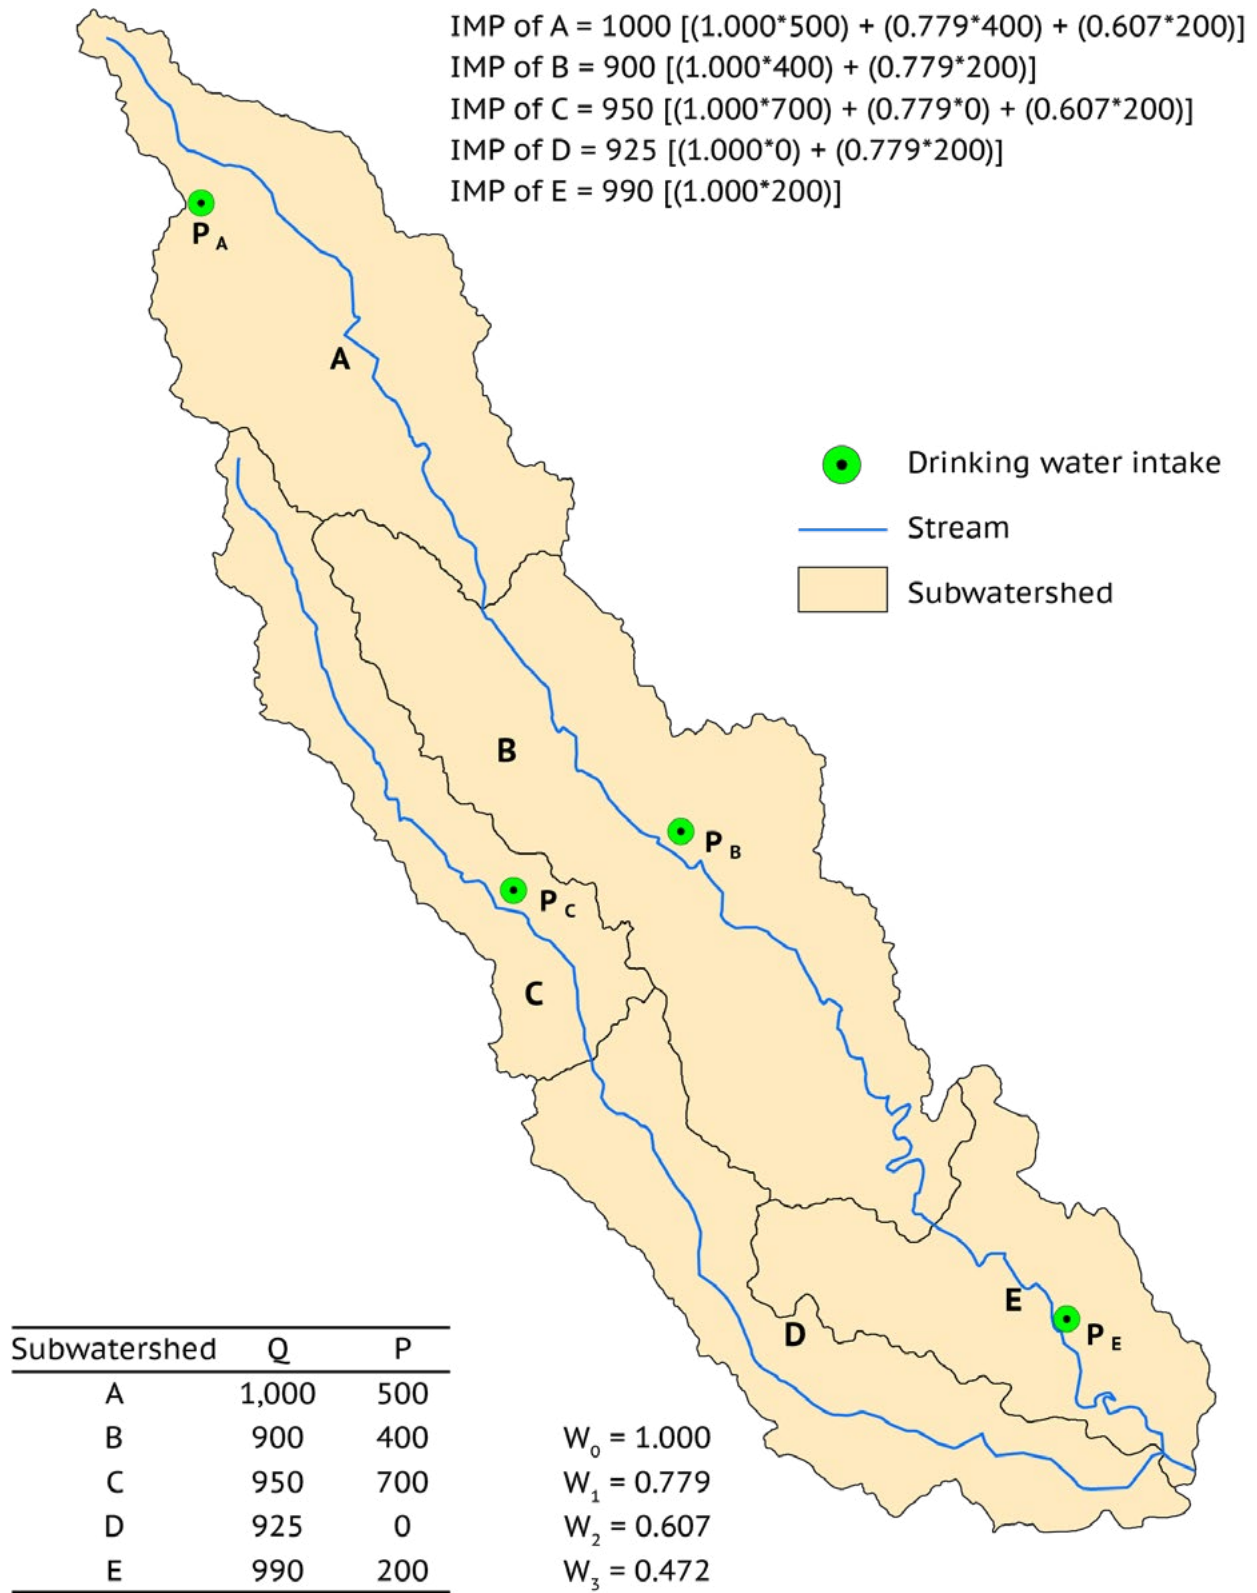 IMP of A = 1000 [(1.000*500) + (0.779*400) + (0.607*200)]
IMP of B = 900 [(1.000*400) + (0.779*200)]
IMP of C = 950 [(1.000*700) + (0.779*0) + (0.607*200)]
IMP of D = 925 [(1.000*0) + (0.779*200)]
IMP of E = 990 [(1.000*200)]
P A
A
Drinking water intake
Stream
Subwatershed
B
P B
P C
C
E
P E
D
Subwatershed Q P
A 1,000 500
B 900 400
C 950 700
D 925 0
E 990 200
W₀ = 1.000
W₁ = 0.779
W₂ = 0.607
W₃ = 0.472